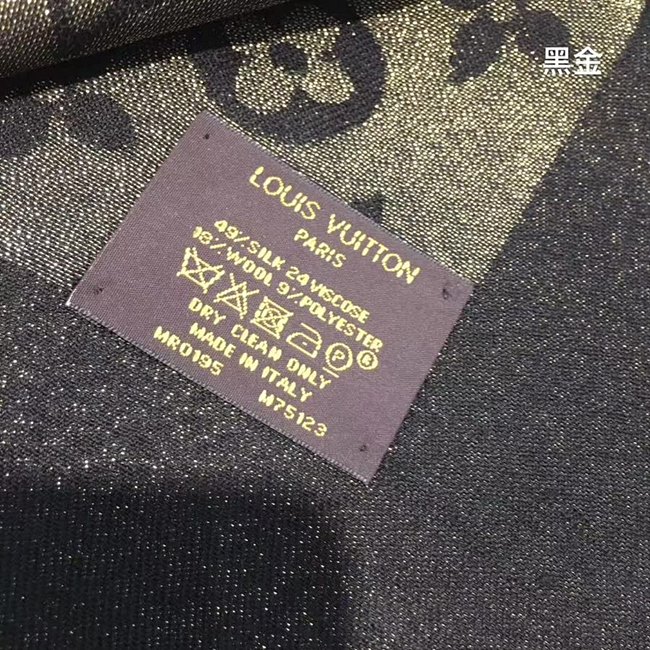 黑金
LOUIS VUITTON
PARIS
49% SILK 24 VISCOSE
18% WOOL 9% POLYESTER
P ®
DRY CLEAN ONLY
MADE IN ITALY
MR0195
M75123